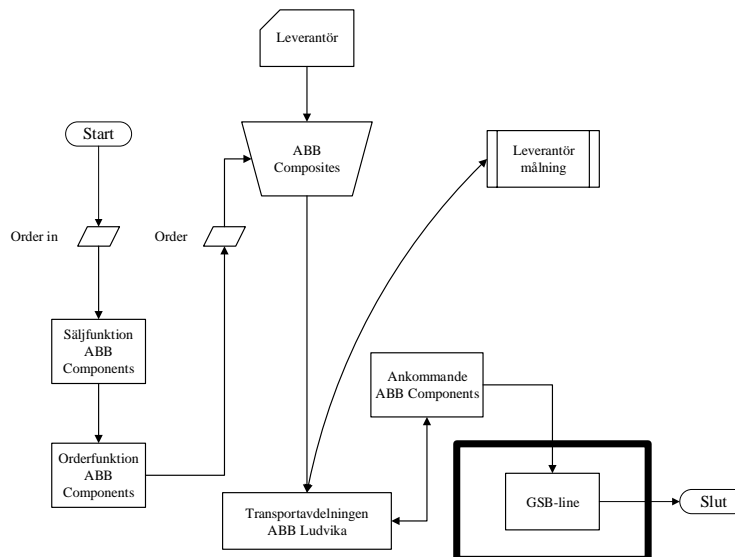 Leverantör
Start
ABB
Composites
Leverantör
målning
Order in
Order
Säljfunktion
ABB
Components
Ankommande
ABB Components
Orderfunktion
ABB
Components
Transportavdelningen
ABB Ludvika
GSB-line
Slut